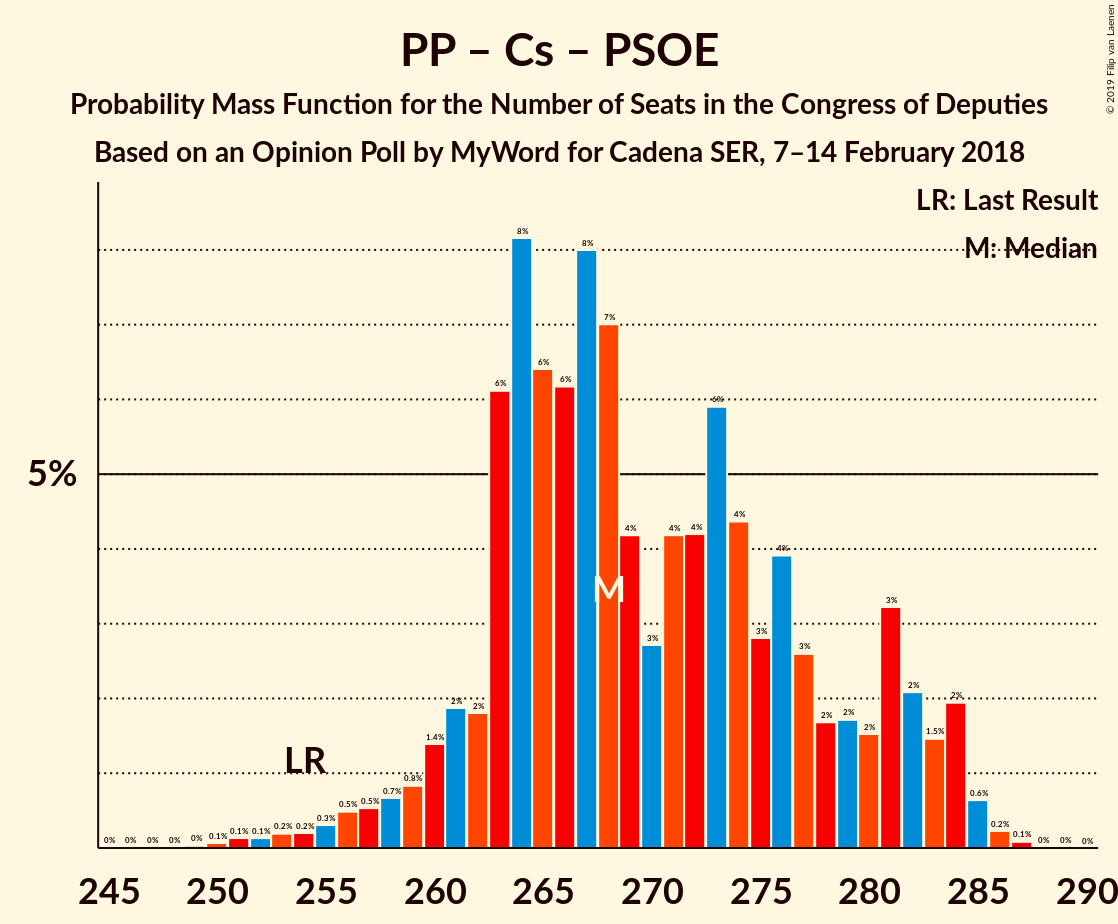 PP – Cs – PSOE
Probability Mass Function for the Number of Seats in the Congress of Deputies
Based on an Opinion Poll by MyWord for Cadena SER, 7–14 February 2018
© 2019 Filip van Laenen
LR: Last Result
M: Median
5%
0% 0% 0% 0% 0% 0.1% 0.1% 0.1% 0.2% 0.2% 0.3% 0.5% 0.5% 0.7% 0.8% 1.4% 2% 2% 6% 8% 6% 6% 8% 7% 4% 3% 4% 4% 6% 4% 3% 4% 3% 2% 2% 2% 3% 2% 1.5% 2% 0.6% 0.2% 0.1% 0% 0% 0%
M
LR
245 250 255 260 265 270 275 280 285 290